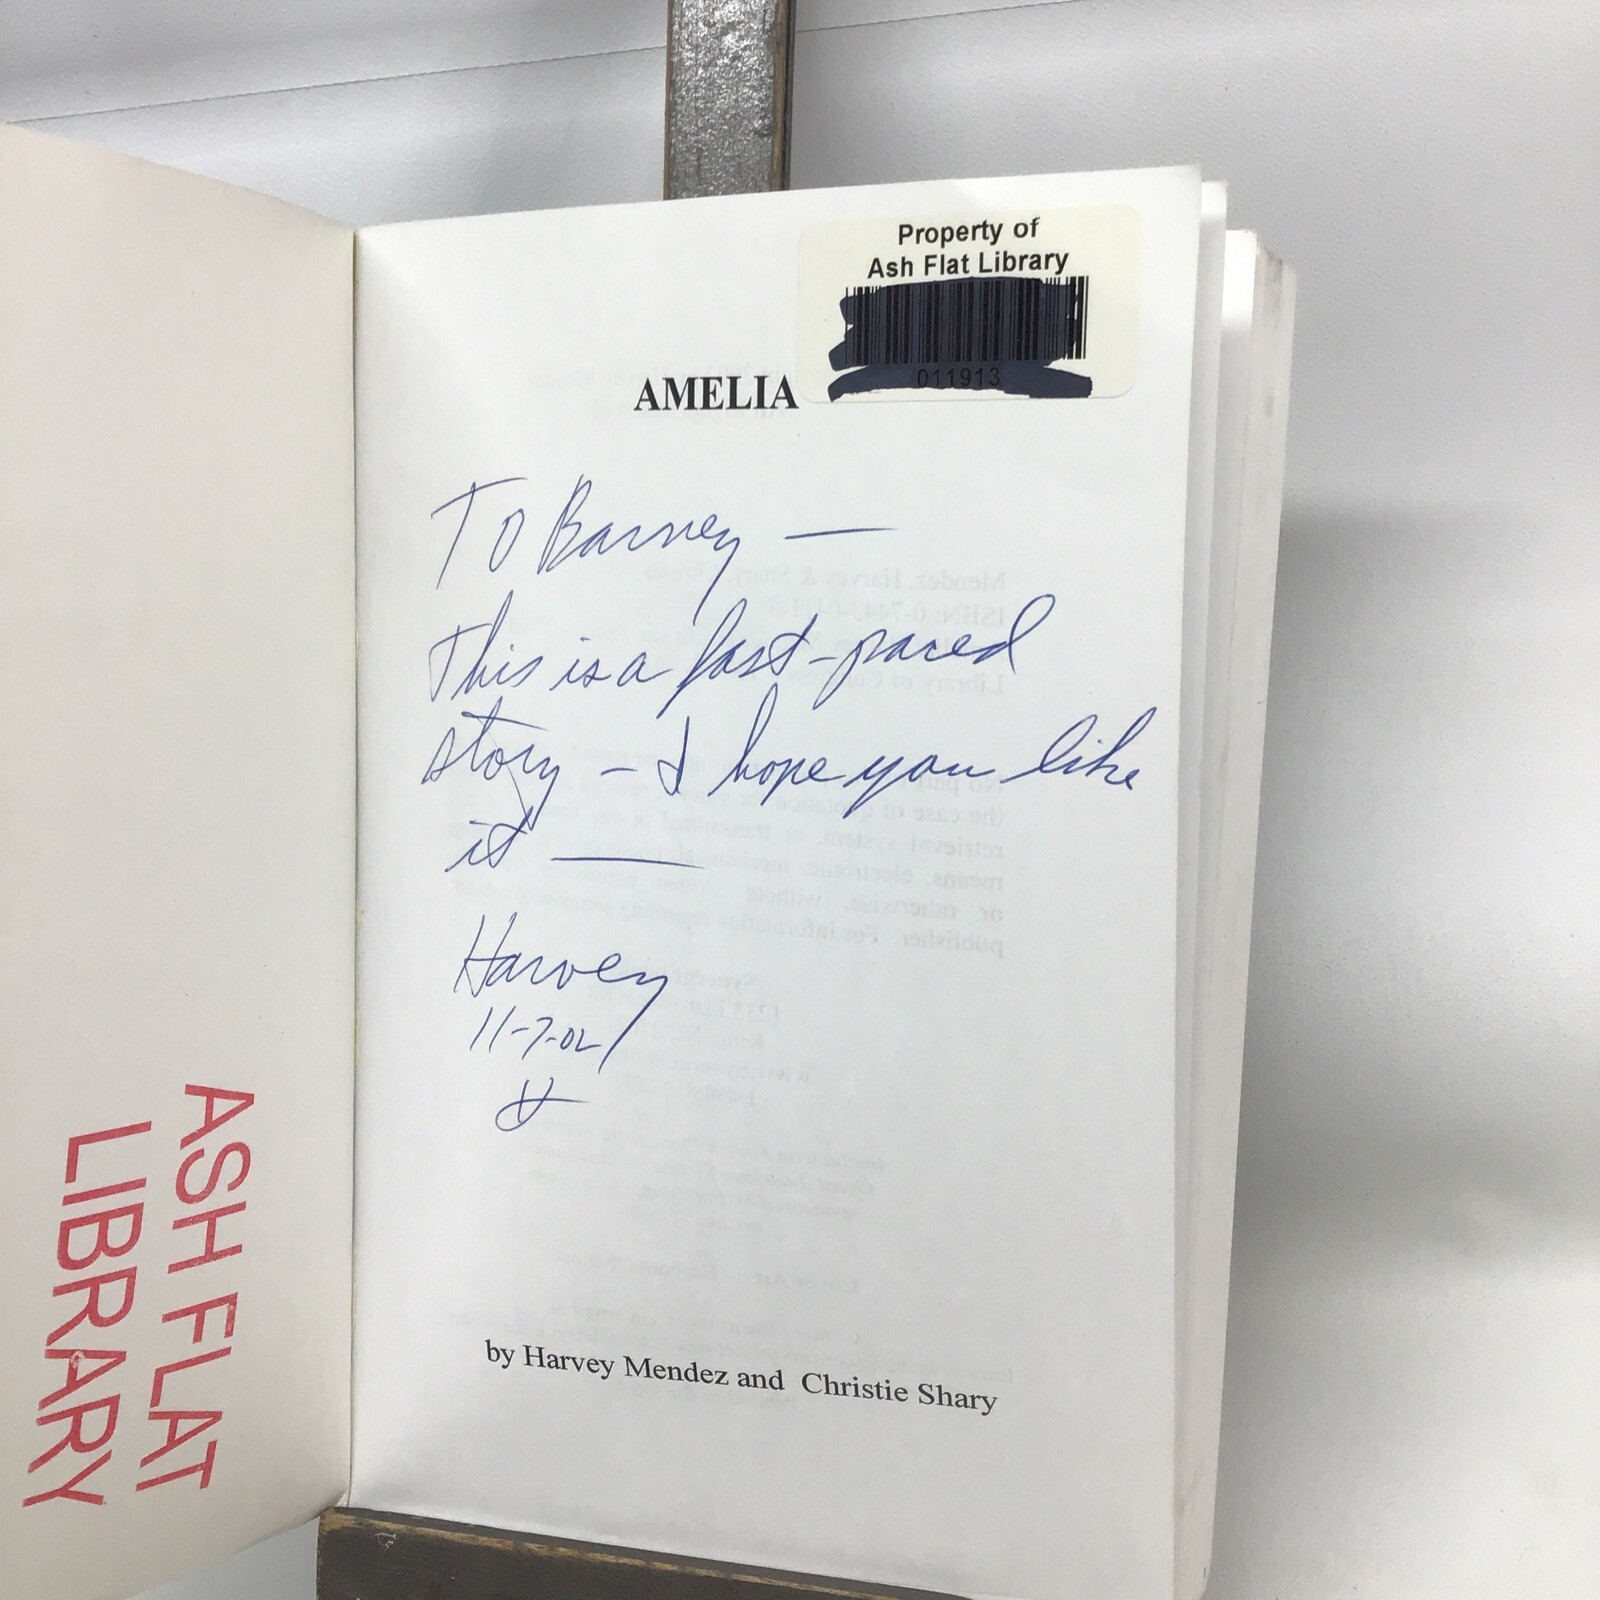 Property of
Ash Flat Library
011913
AMELIA
To Barney —
This is a fast-paced
story – I hope you like
it —
Harvey
11-7-02
by Harvey Mendez and Christie Shary
ASH FLAT
LIBRARY